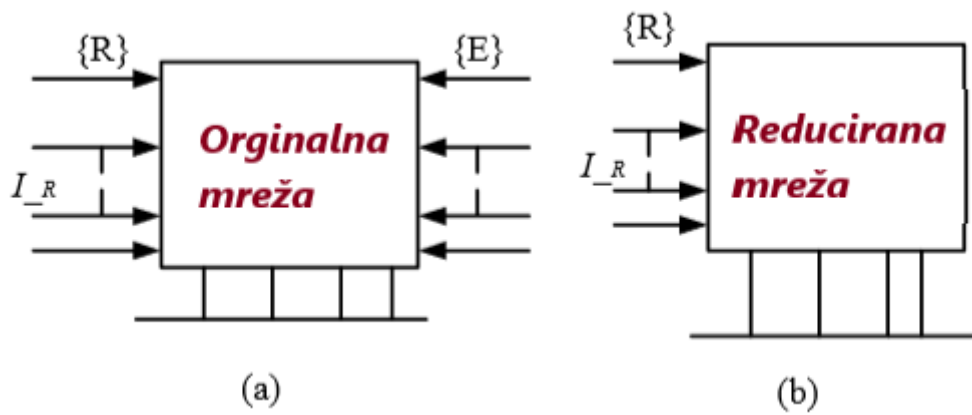 {R}
{E}
Orginalna
mreža
I_R
(a)
{R}
Reducirana
mreža
I_R
(b)